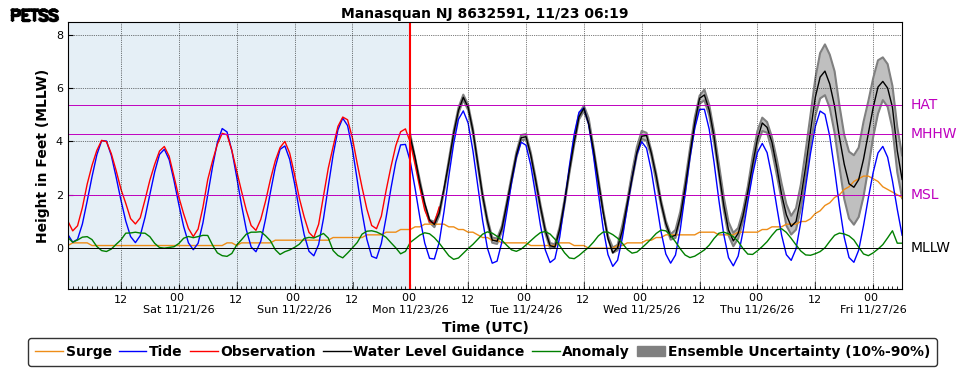 PETSS
Manasquan NJ 8632591, 11/23 06:19
Height in Feet (MLLW)
8
6
4
2
0
HAT
MHHW
MSL
MLLW
12 00 12 00 12 00 12 00 12 00 12 00 12 00
Sat 11/21/26 Sun 11/22/26 Mon 11/23/26 Tue 11/24/26 Wed 11/25/26 Thu 11/26/26 Fri 11/27/26
Time (UTC)
Surge Tide Observation Water Level Guidance Anomaly Ensemble Uncertainty (10%-90%)